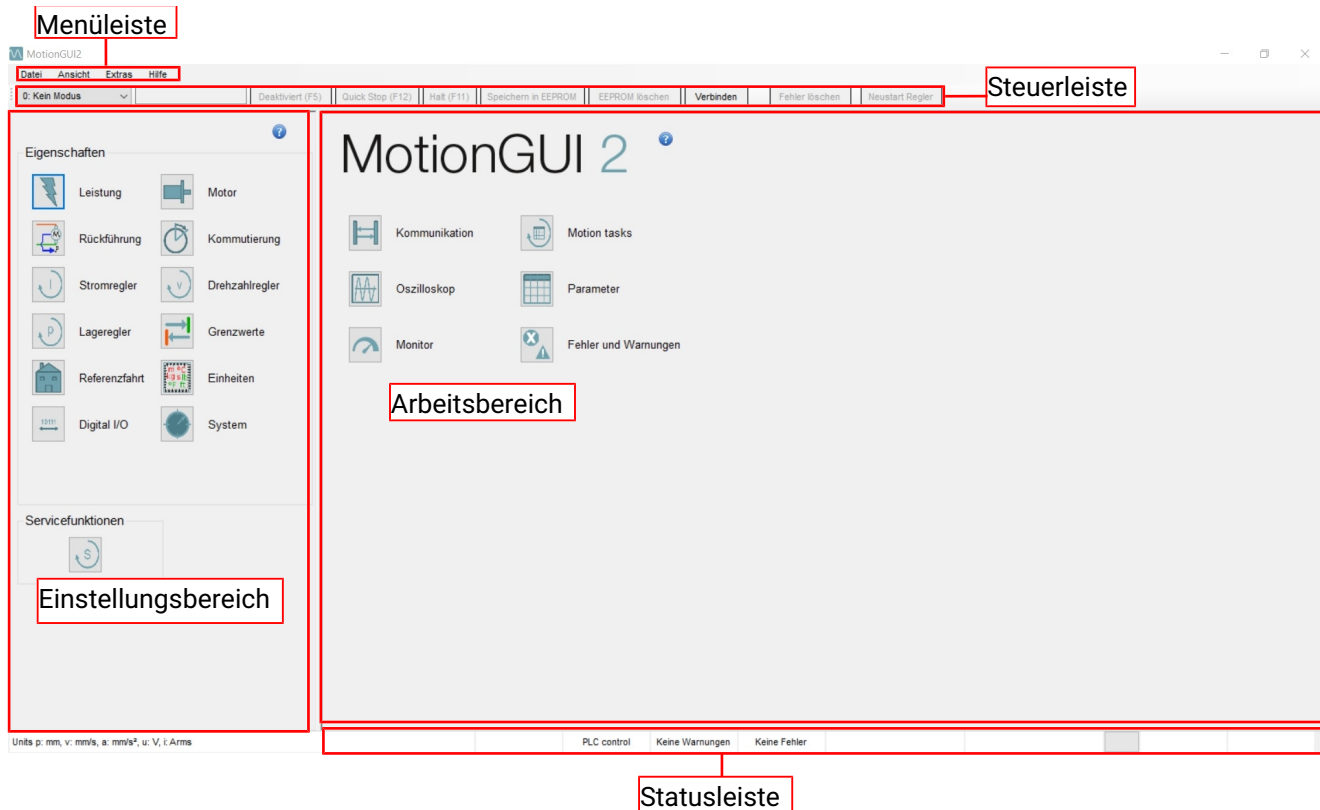 Menüleiste
MotionGUI2
Datei Ansicht Extras Hilfe
Steuerleiste
0: Kein Modus Deaktiviert (F5) Quick Stop (F12) Halt (F11) Speichern in EEPROM EEPROM löschen Verbinden Fehler löschen Neustart Regler
Eigenschaften
Leistung Motor
Rückführung Kommutierung
Stromregler Drehzahlregler
Lageregler Grenzwerte
Referenzfahrt Einheiten
Digital I/O System
Servicefunktionen
S
Einstellungsbereich
MotionGUI 2
Kommunikation Motion tasks
Oszilloskop Parameter
Monitor Fehler und Warnungen
Arbeitsbereich
Units p: mm, v: mm/s, a: mm/s², u: V, i: Arms PLC control Keine Warnungen Keine Fehler
Statusleiste